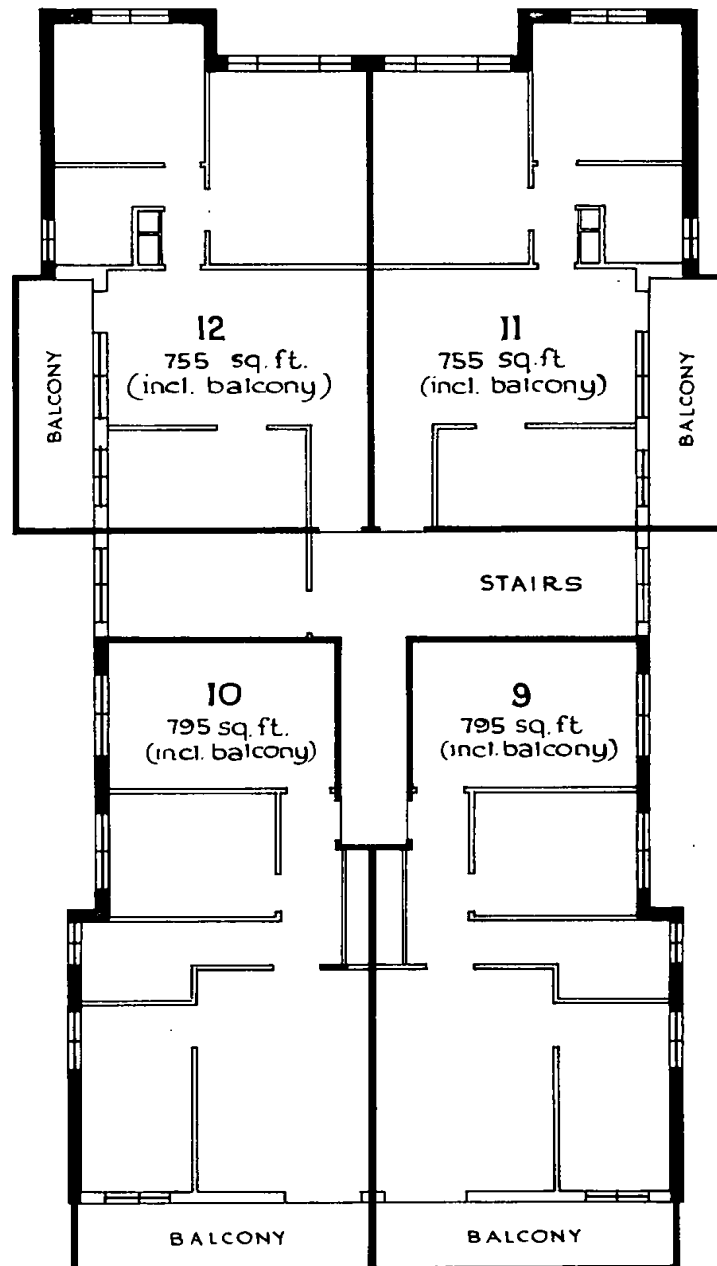 12
755 sq. ft.
(incl. balcony)
11
755 sq. ft
(incl. balcony)
BALCONY
BALCONY
STAIRS
10
795 sq. ft.
(incl. balcony)
9
795 sq. ft
(incl. balcony)
BALCONY
BALCONY